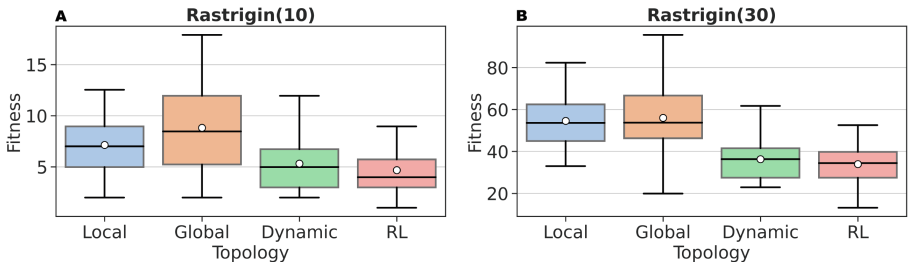 A Rastrigin(10)
Fitness
15
10
5
Local Global Dynamic RL
Topology
B Rastrigin(30)
Fitness
80
60
40
20
Local Global Dynamic RL
Topology